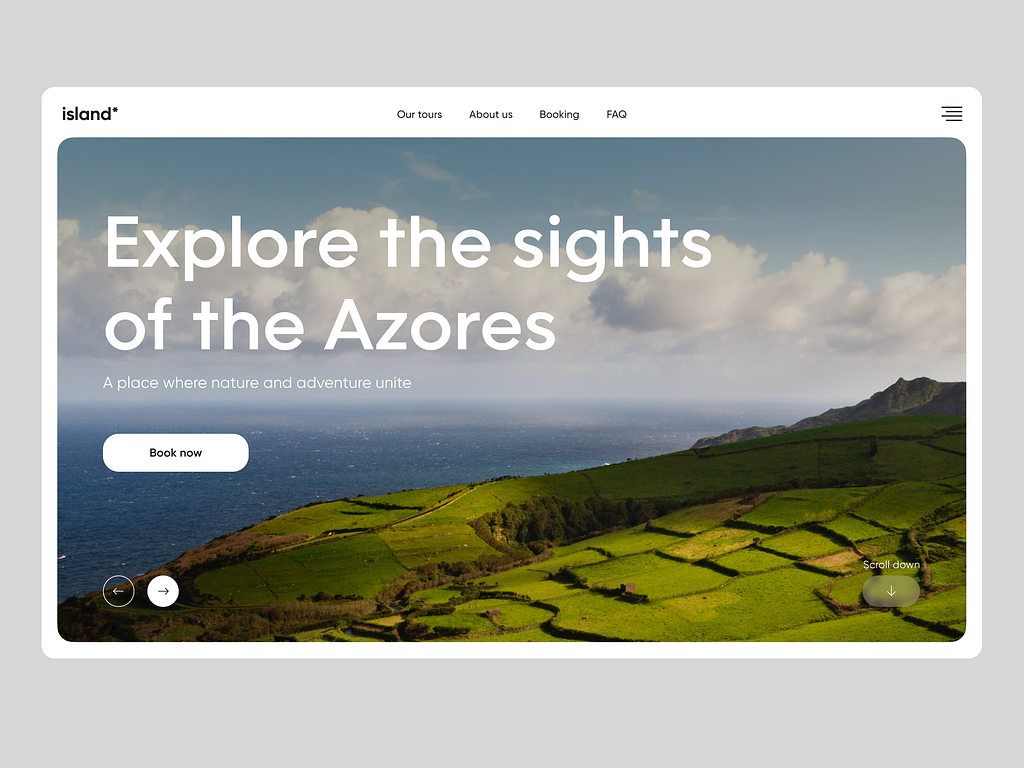 island*
Our tours
About us
Booking
FAQ
Explore the sights
of the Azores
A place where nature and adventure unite
Book now
Scroll down